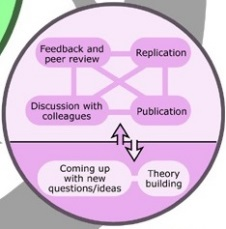 Feedback and
peer review
Replication
Discussion with
colleagues
Publication
Coming up
with new
questions/ideas
Theory
building